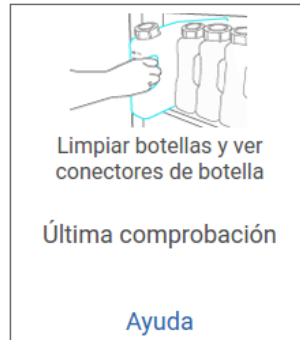 Limpiar botellas y ver
conectores de botella
Última comprobación
Ayuda